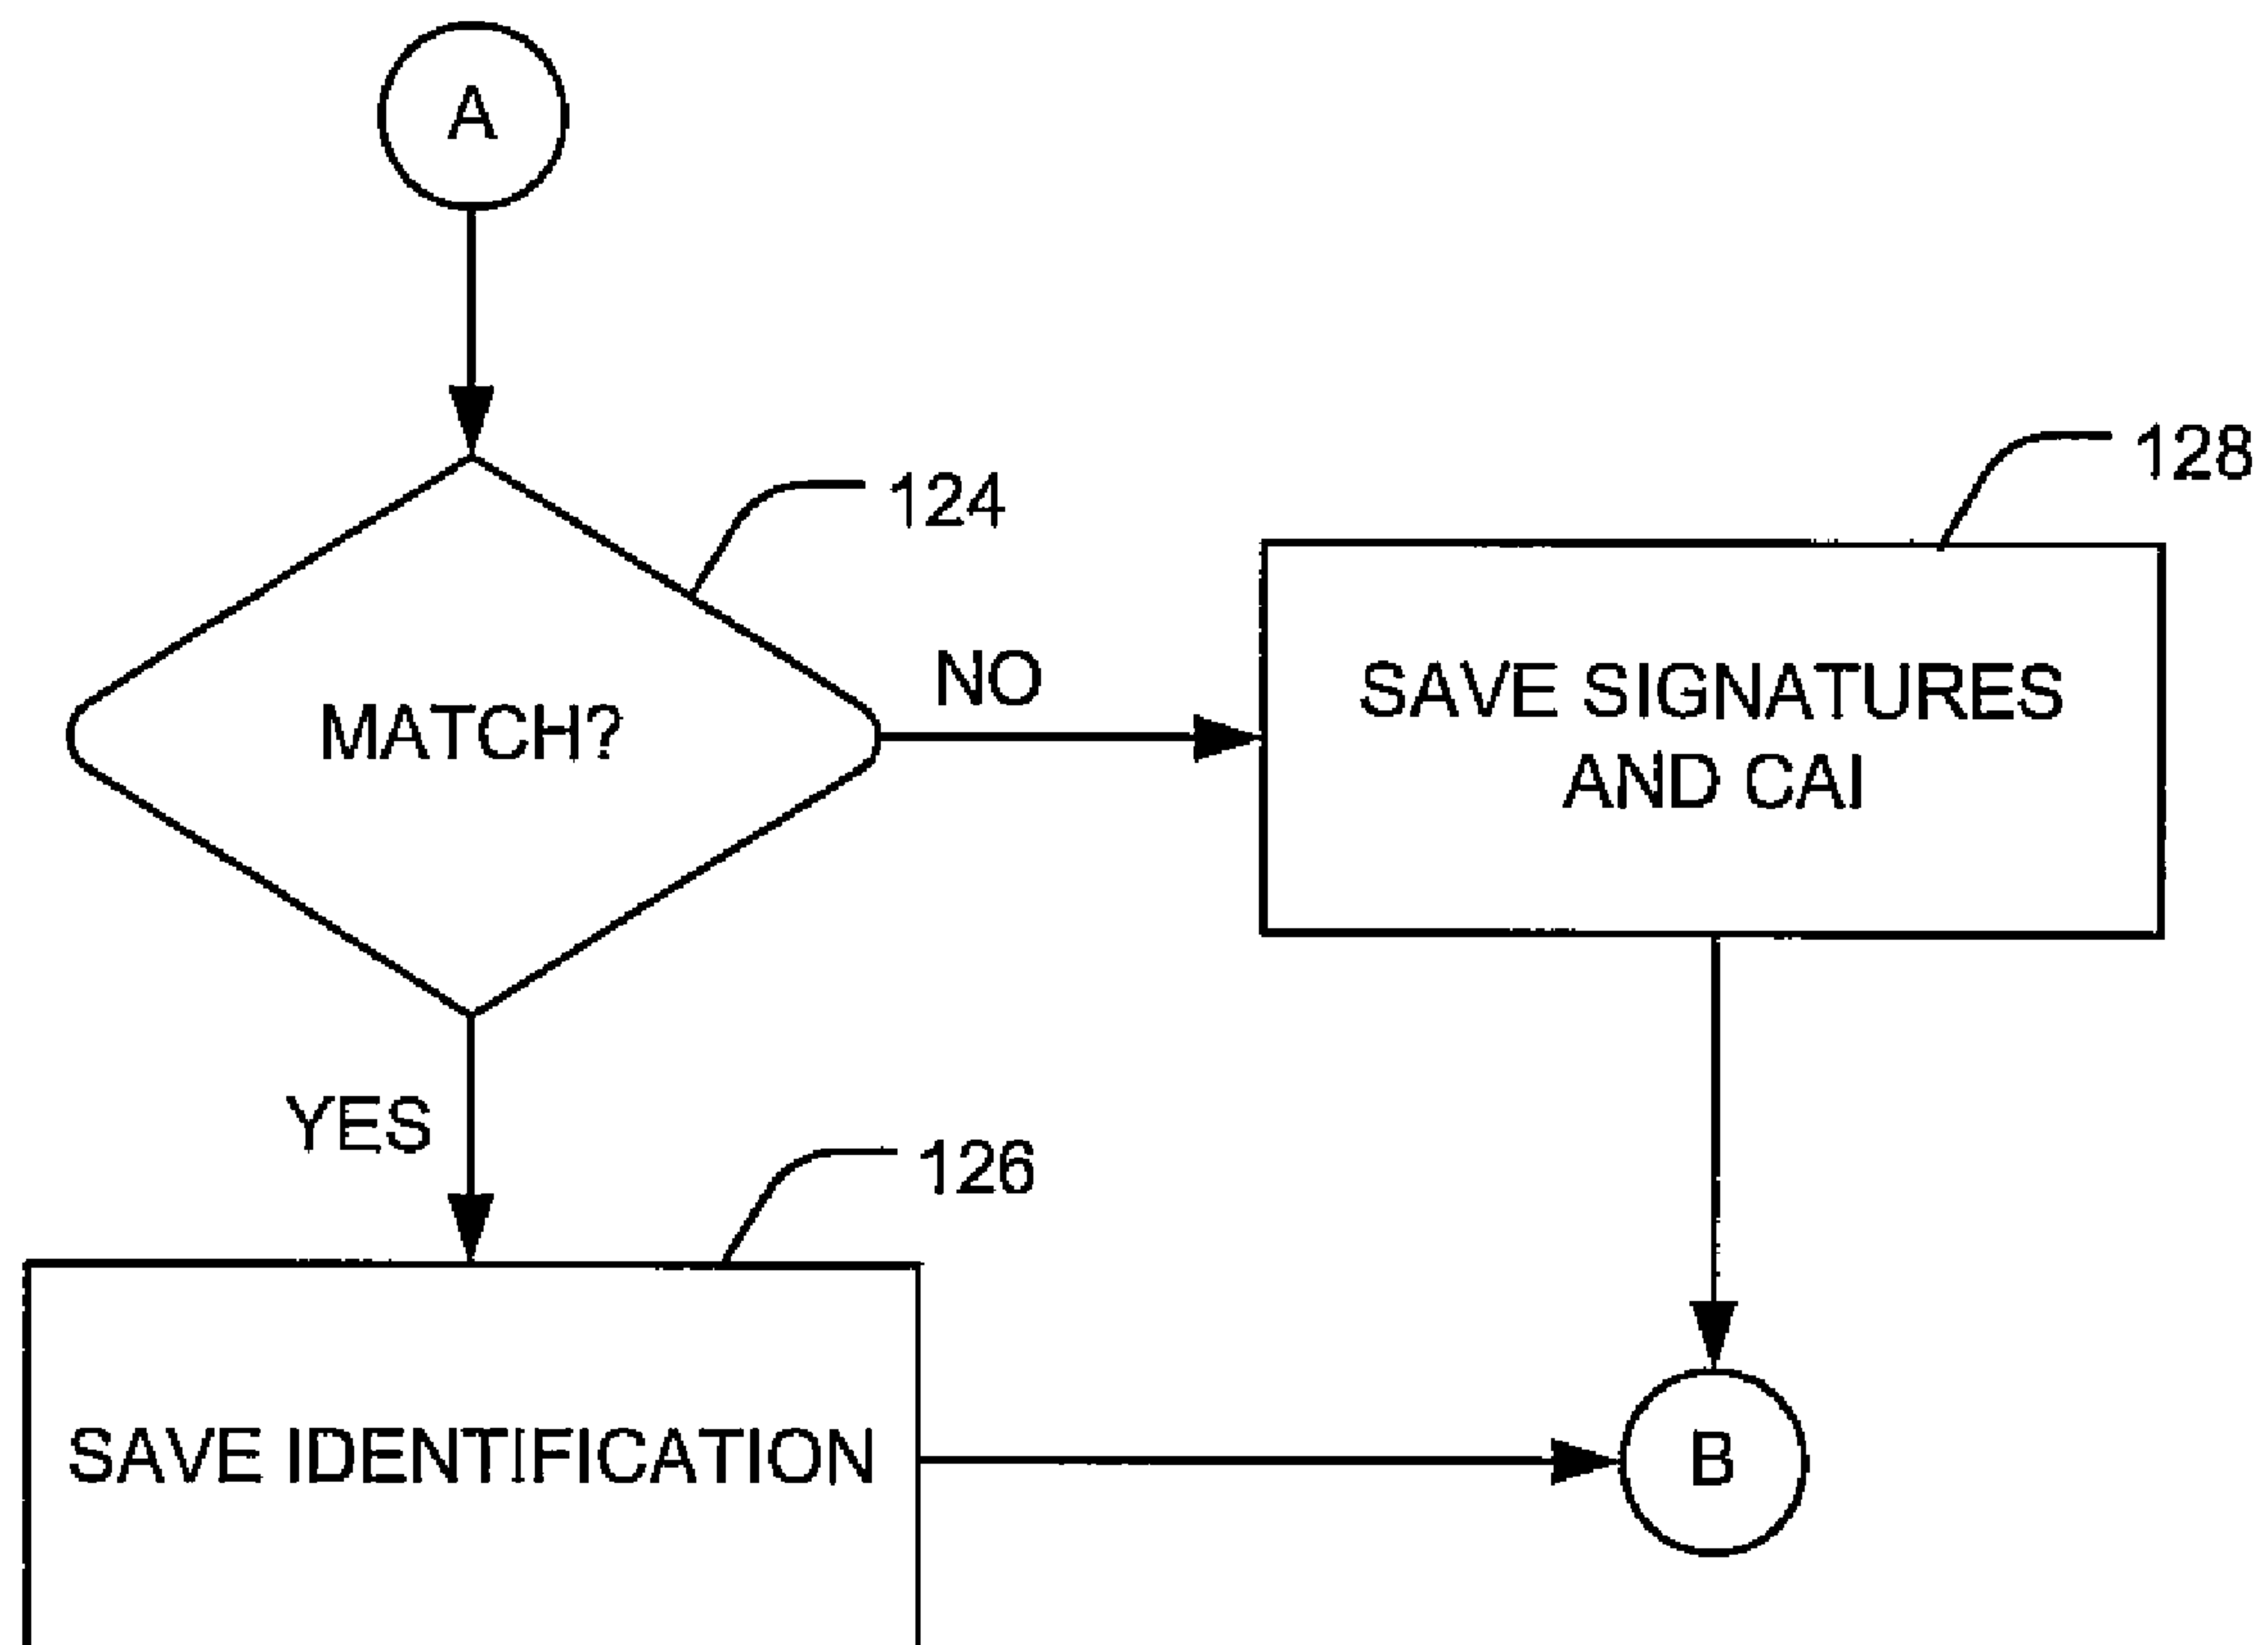 A
124
128
MATCH?
NO
SAVE SIGNATURES
AND CAI
YES
126
SAVE IDENTIFICATION
B